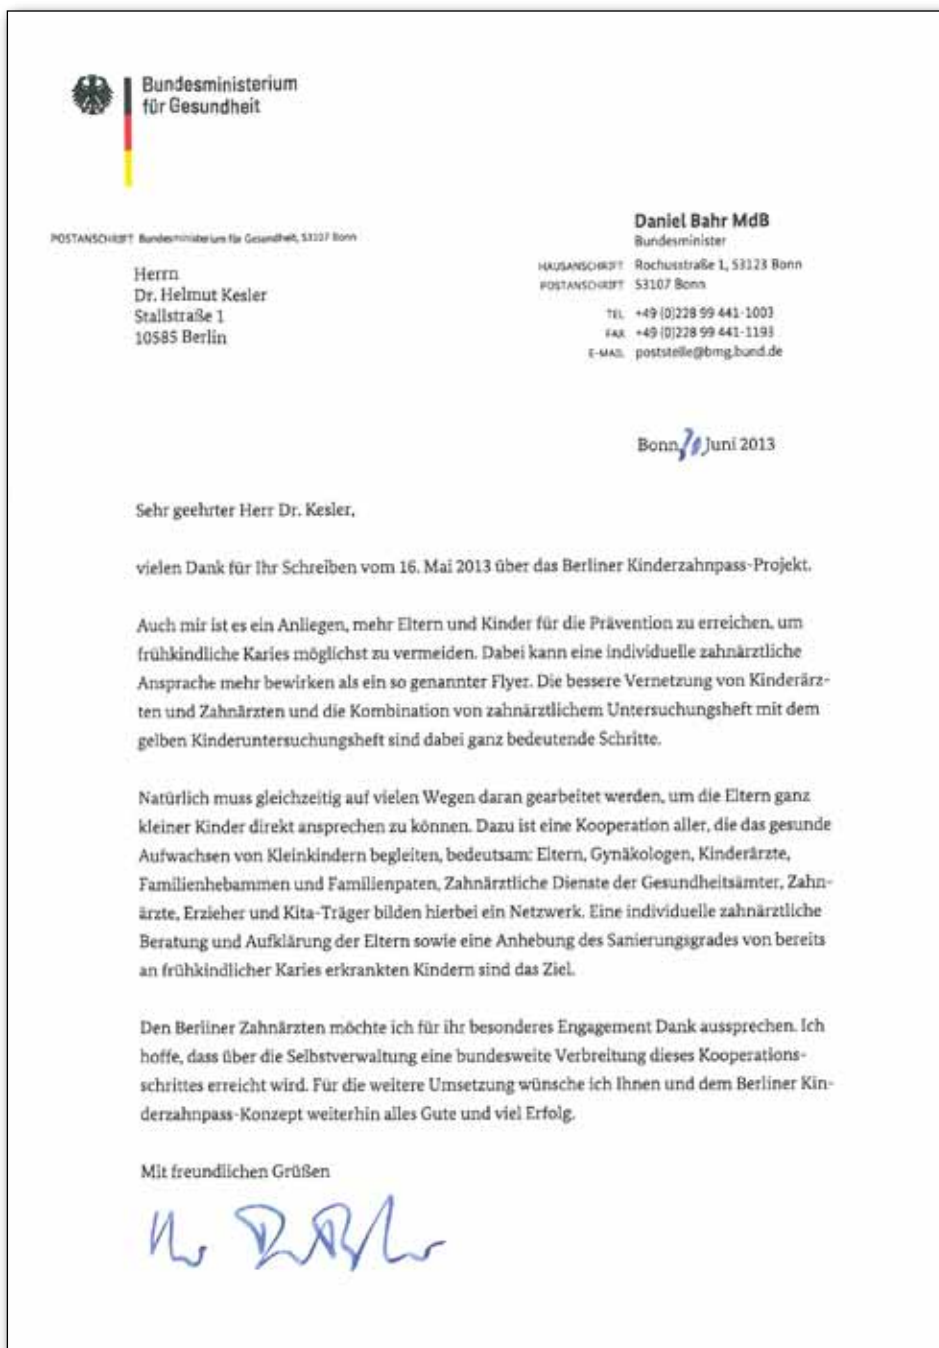 Bundesministerium
für Gesundheit
POSTANSCHRIFT Bundesministerium für Gesundheit, 53107 Bonn
Herrn
Dr. Helmut Kesler
Stallstraße 1
10585 Berlin
Daniel Bahr MdB
Bundesminister
HAUSANSCHRIFT Rochusstraße 1, 53123 Bonn
POSTANSCHRIFT 53107 Bonn
TEL +49 (0)228 99 441-1003
FAX +49 (0)228 99 441-1193
E-MAIL poststelle@bmg.bund.de
Bonn, Juni 2013
Sehr geehrter Herr Dr. Kesler,
vielen Dank für Ihr Schreiben vom 16. Mai 2013 über das Berliner Kinderzahnpass-Projekt.
Auch mir ist es ein Anliegen, mehr Eltern und Kinder für die Prävention zu erreichen, um
frühkindliche Karies möglichst zu vermeiden. Dabei kann eine individuelle zahnärztliche
Ansprache mehr bewirken als ein so genannter Flyer. Die bessere Vernetzung von Kinderärz-
ten und Zahnärzten und die Kombination von zahnärztlichem Untersuchungsheft mit dem
gelben Kinderuntersuchungsheft sind dabei ganz bedeutende Schritte.
Natürlich muss gleichzeitig auf vielen Wegen daran gearbeitet werden, um die Eltern ganz
kleiner Kinder direkt ansprechen zu können. Dazu ist eine Kooperation aller, die das gesunde
Aufwachsen von Kleinkindern begleiten, bedeutsam: Eltern, Gynäkologen, Kinderärzte,
Familienhebammen und Familienpaten, Zahnärztliche Dienste der Gesundheitsämter, Zahn-
ärzte, Erzieher und Kita-Träger bilden hierbei ein Netzwerk. Eine individuelle zahnärztliche
Beratung und Aufklärung der Eltern sowie eine Anhebung des Sanierungsgrades von bereits
an frühkindlicher Karies erkrankten Kindern sind das Ziel.
Den Berliner Zahnärzten möchte ich für ihr besonderes Engagement Dank aussprechen. Ich
hoffe, dass über die Selbstverwaltung eine bundesweite Verbreitung dieses Kooperations-
schrittes erreicht wird. Für die weitere Umsetzung wünsche ich Ihnen und dem Berliner Kin-
derzahnpass-Konzept weiterhin alles Gute und viel Erfolg.
Mit freundlichen Grüßen